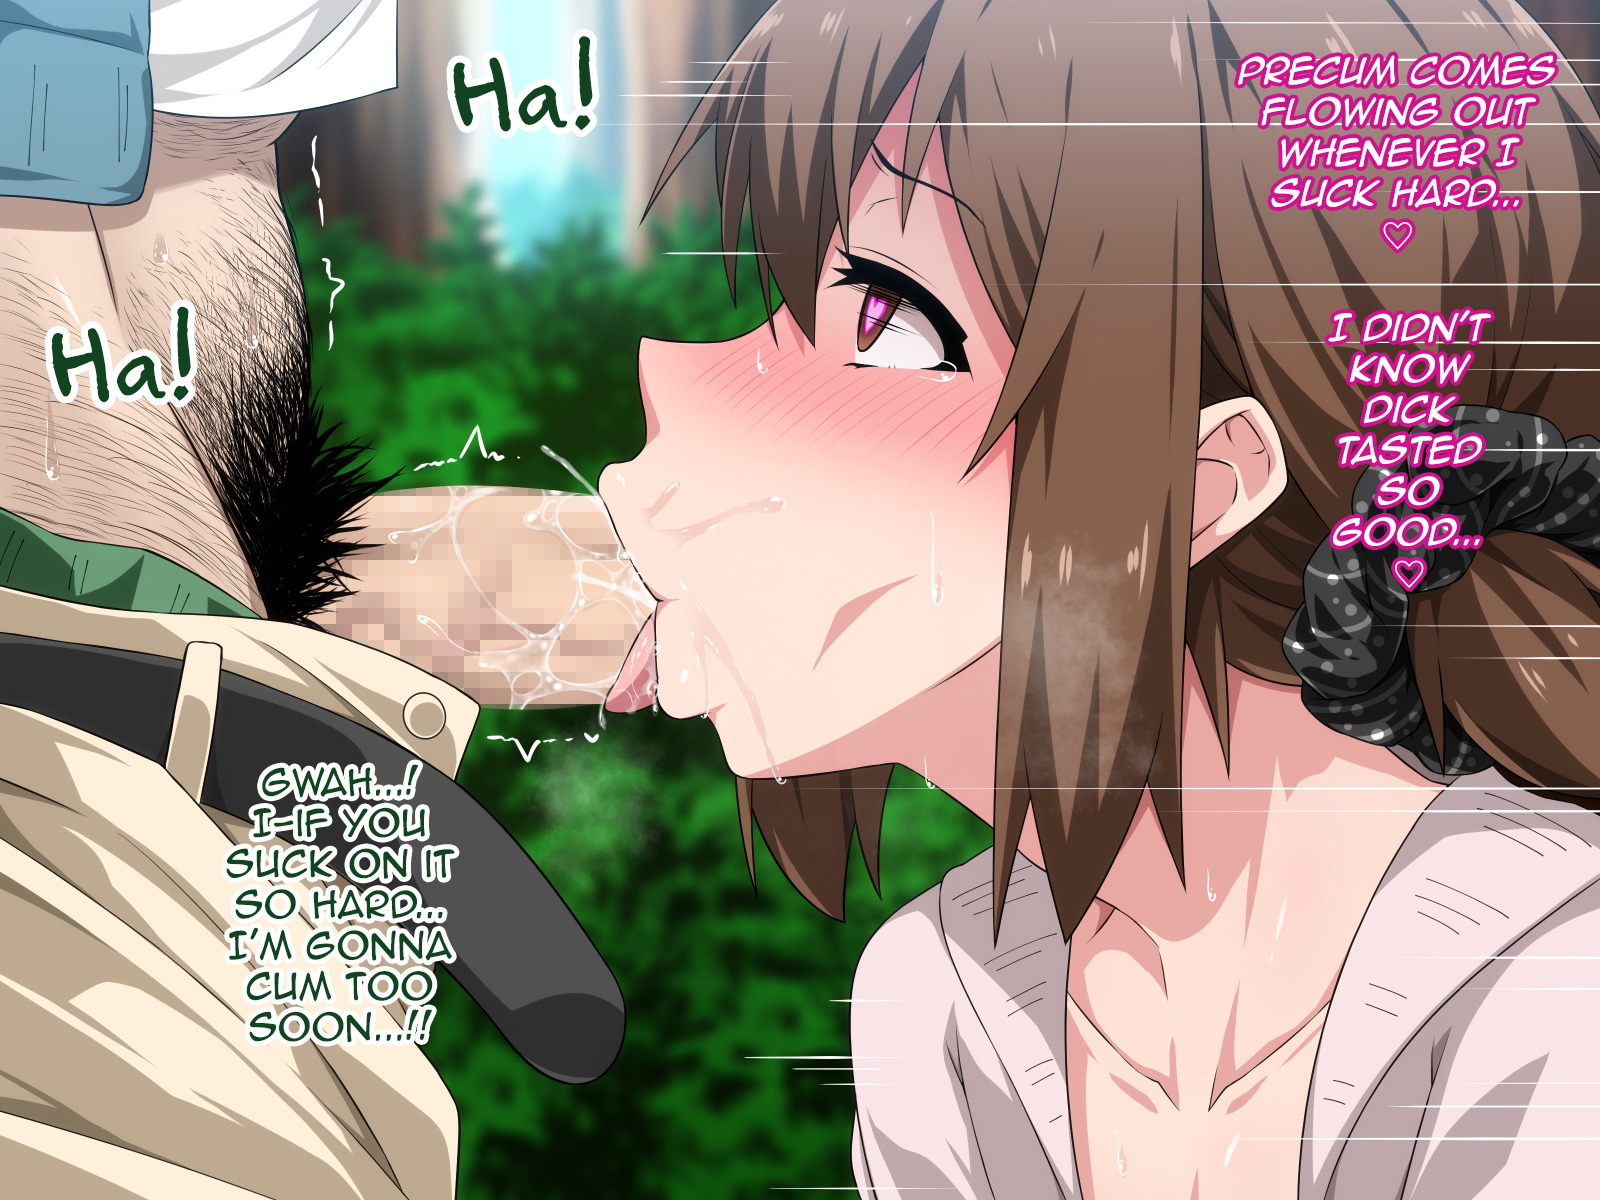 Ha!
PRECUM COMES
FLOWING OUT
WHENEVER I
SUCK HARD...
♡
I DIDN'T
KNOW
DICK
TASTED
SO
GOOD...
♡
Ha!
GWAH...!
I-IF YOU
SUCK ON IT
SO HARD...
I'M GONNA
CUM TOO
SOON...!!